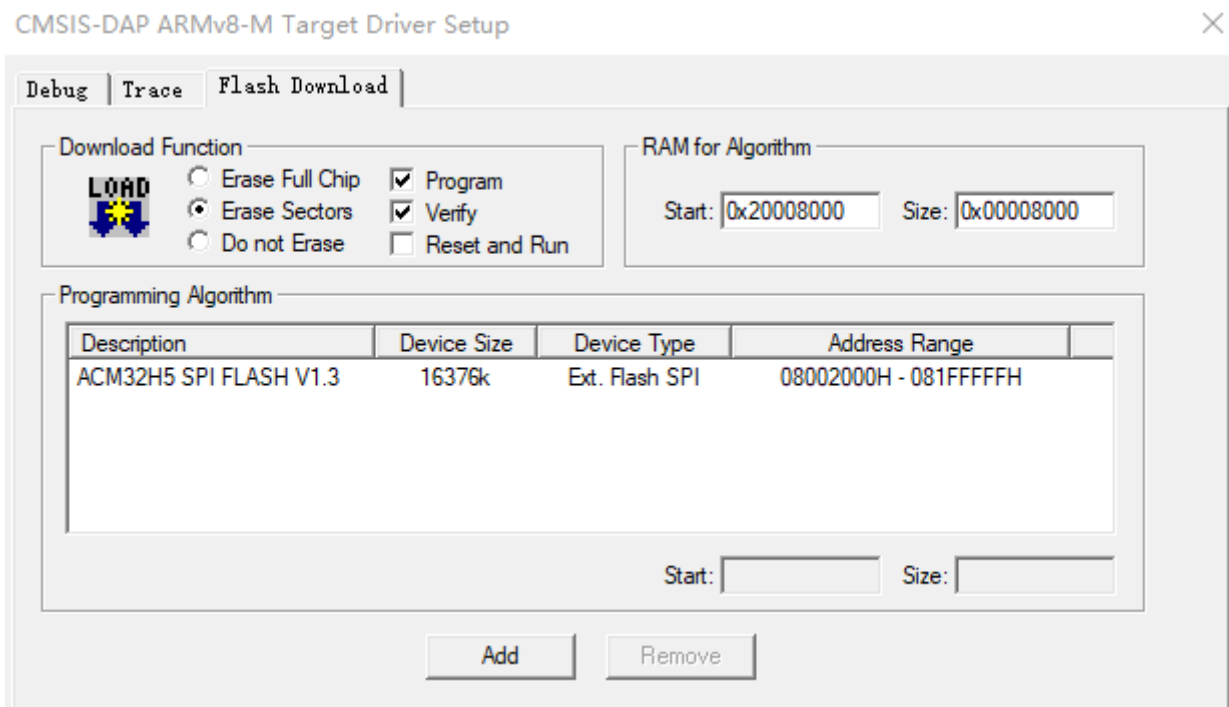 CMSIS-DAP ARMv8-M Target Driver Setup
Debug Trace Flash Download
Download Function
LOAD
Erase Full Chip
Erase Sectors
Do not Erase
Program
Verify
Reset and Run
RAM for Algorithm
Start: 0x20008000 Size: 0x00008000
Programming Algorithm
Description Device Size Device Type Address Range
ACM32H5 SPI FLASH V1.3 16376k Ext. Flash SPI 08002000H - 081FFFFFH
Start: Size:
Add Remove